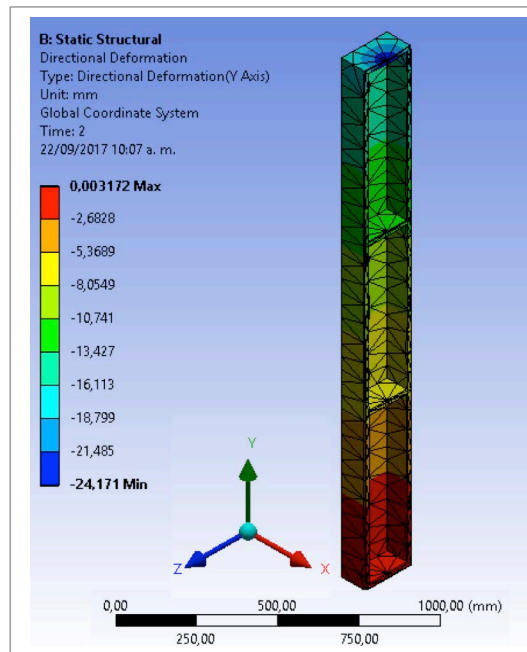 B: Static Structural
Directional Deformation
Type: Directional Deformation(Y Axis)
Unit: mm
Global Coordinate System
Time: 2
22/09/2017 10:07 a. m.
0,003172 Max
-2,6828
-5,3689
-8,0549
-10,741
-13,427
-16,113
-18,799
-21,485
-24,171 Min
Y
Z
X
0,00
500,00
1000,00 (mm)
250,00
750,00